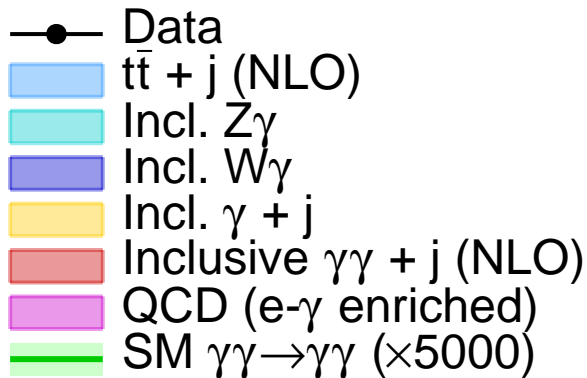 Data
tt̄ + j (NLO)
Incl. Zγ
Incl. Wγ
Incl. γ + j
Inclusive γγ + j (NLO)
QCD (e-γ enriched)
SM γγ→γγ (×5000)